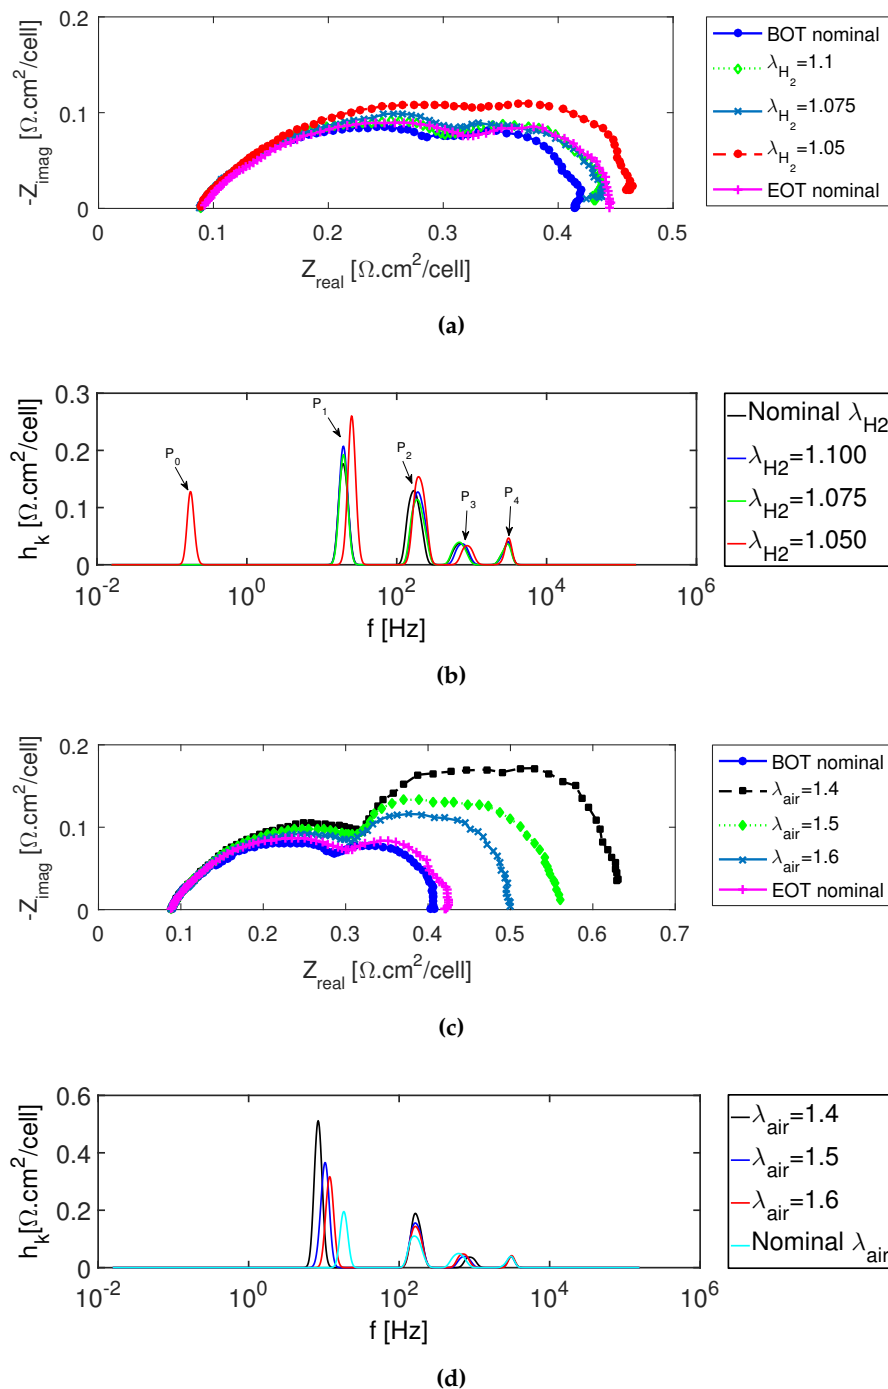 0.2
0.1
0
-Z_imag [Ω.cm²/cell]
0 0.1 0.2 0.3 0.4 0.5
Z_real [Ω.cm²/cell]
BOT nominal
λ_H₂=1.1
λ_H₂=1.075
λ_H₂=1.05
EOT nominal
(a)
0.3
0.2
0.1
0
h_k [Ω.cm²/cell]
P_0
P_1
P_2
P_3
P_4
10^-2 10^0 10^2 10^4 10^6
f [Hz]
Nominal λ_H2
λ_H2=1.100
λ_H2=1.075
λ_H2=1.050
(b)
0.2
0.1
0
-Z_imag [Ω.cm²/cell]
0 0.1 0.2 0.3 0.4 0.5 0.6 0.7
Z_real [Ω.cm²/cell]
BOT nominal
λ_air=1.4
λ_air=1.5
λ_air=1.6
EOT nominal
(c)
0.6
0.4
0.2
0
h_k[Ω.cm²/cell]
10^-2 10^0 10^2 10^4 10^6
f [Hz]
λ_air=1.4
λ_air=1.5
λ_air=1.6
Nominal λ_air
(d)